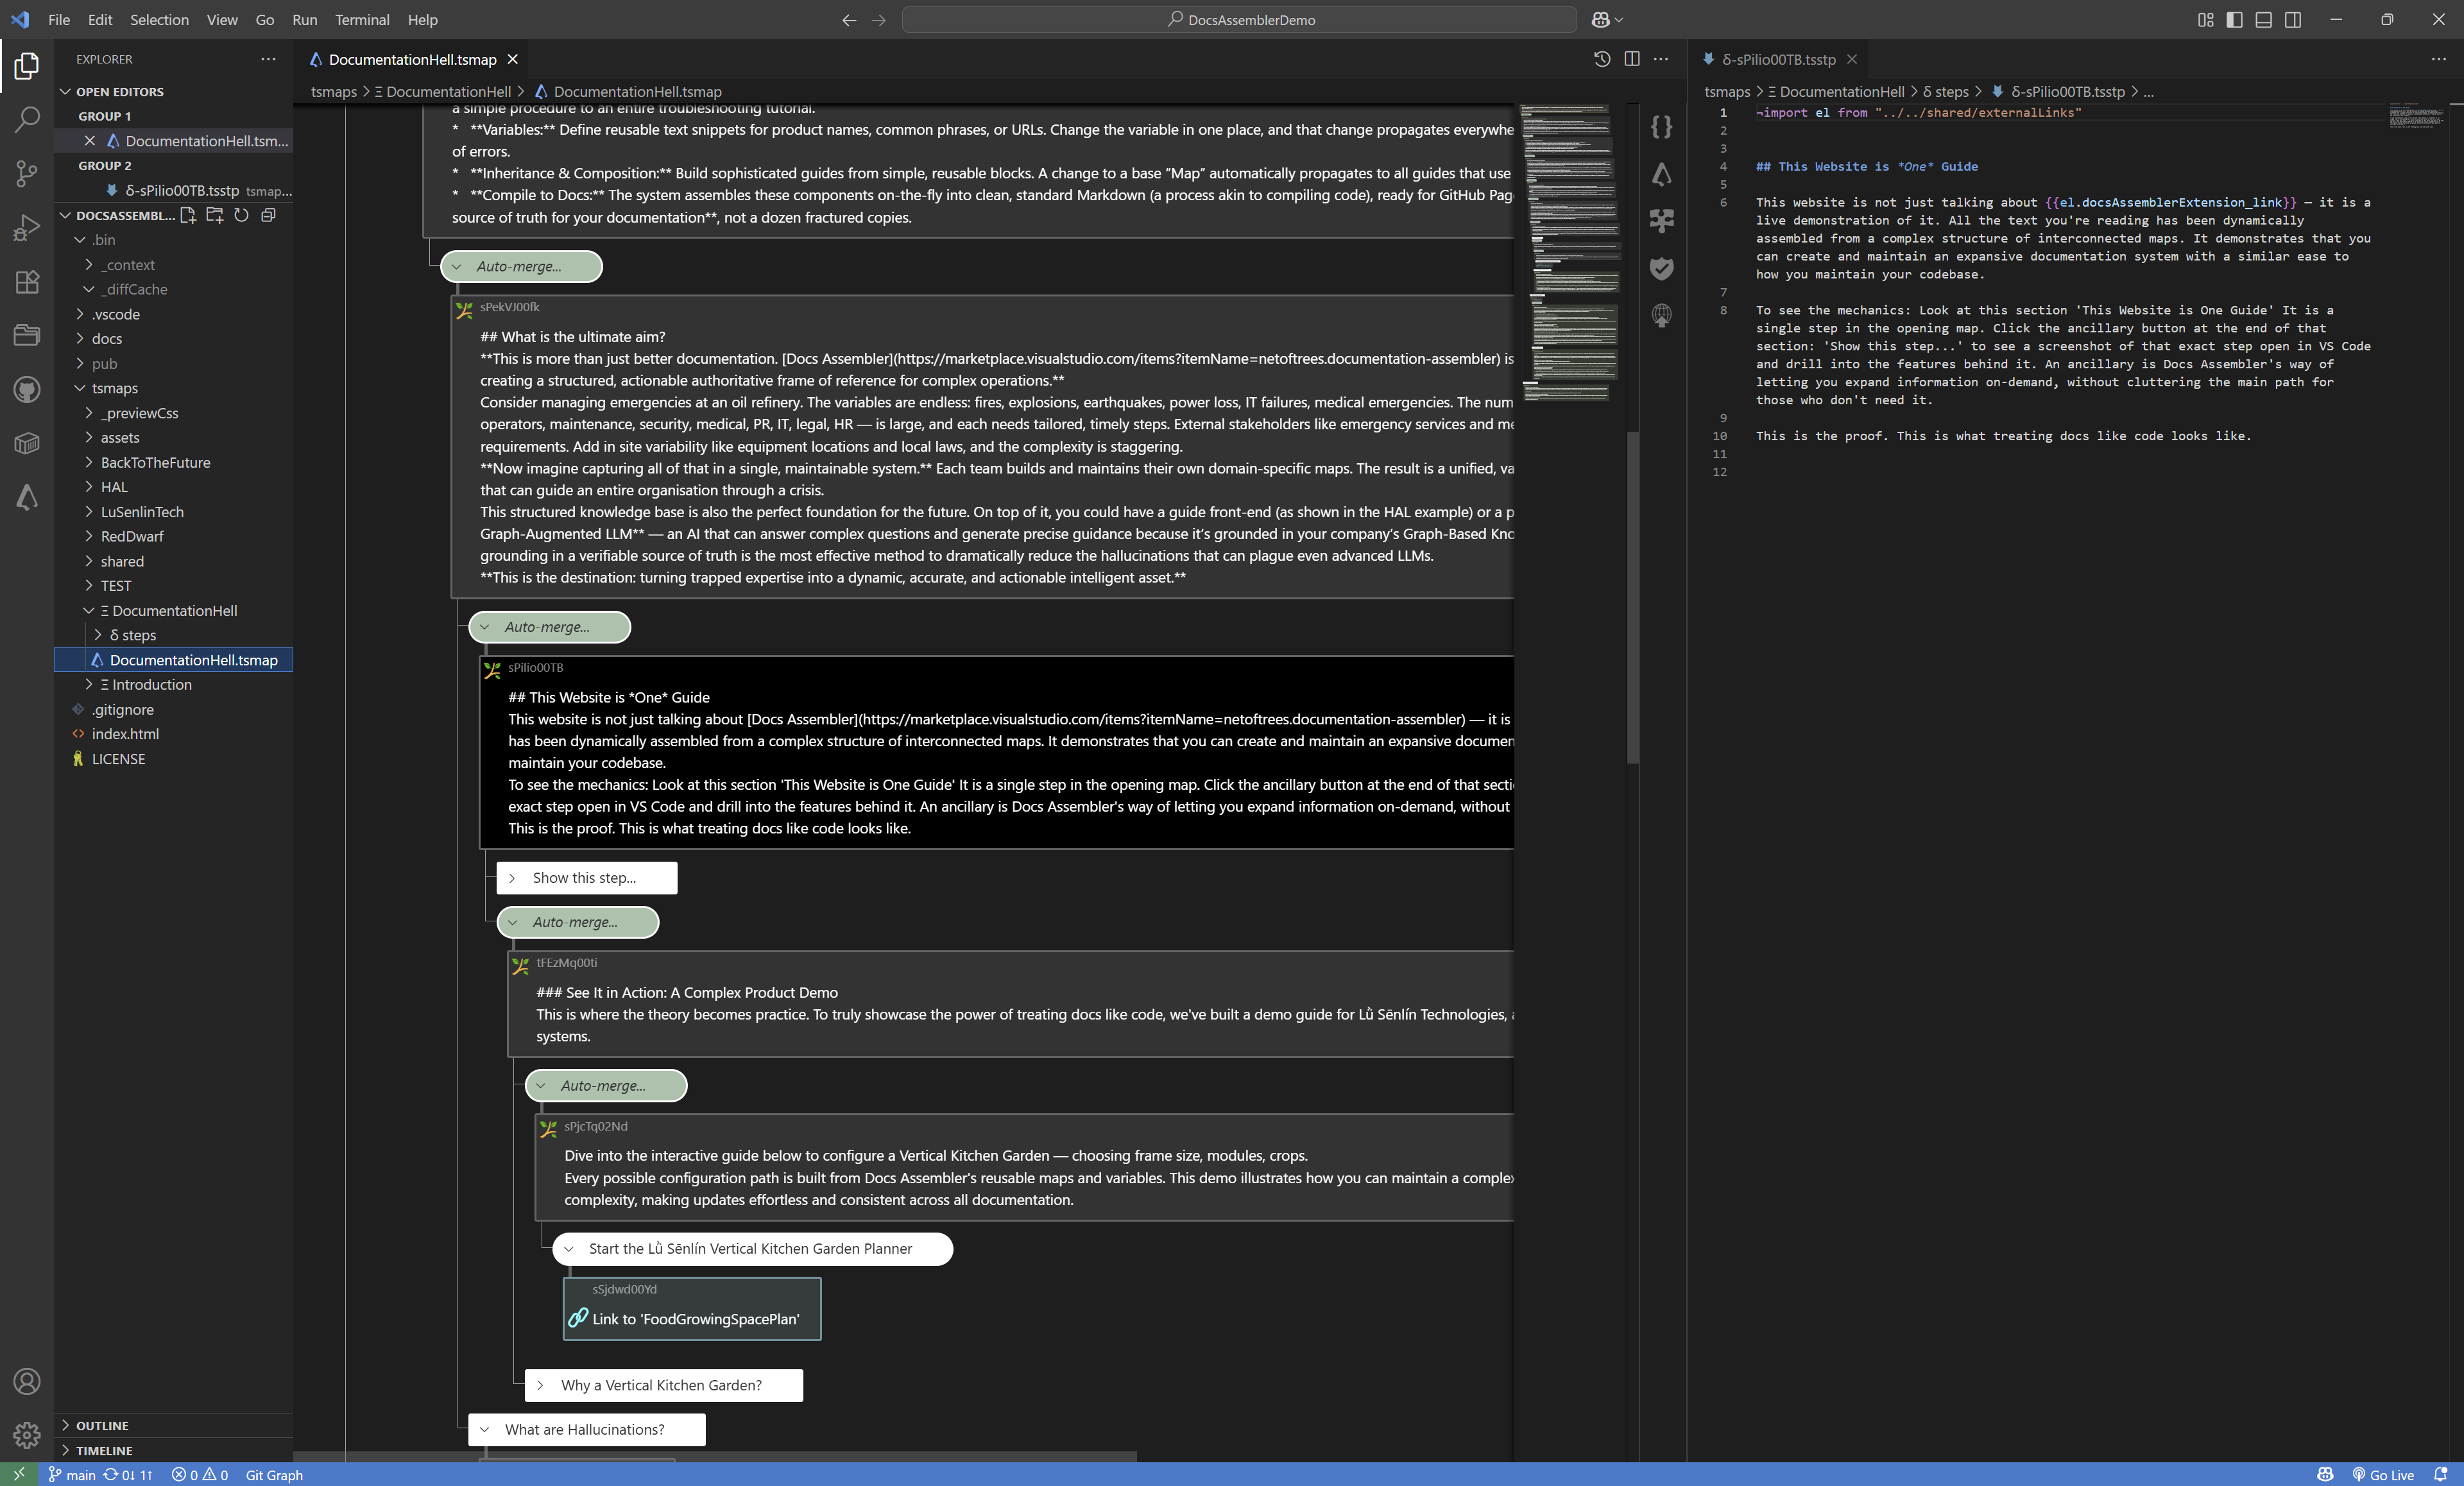 File Edit Selection View Go Run Terminal Help
DocsAssemblerDemo
EXPLORER
OPEN EDITORS
GROUP 1
DocumentationHell.tsm...
GROUP 2
δ-sPilio00TB.tsstp tsmap...
DOCSASSEMBL...
.bin
_context
_diffCache
.vscode
docs
pub
tsmaps
_previewCss
assets
BackToTheFuture
HAL
LuSenlinTech
RedDwarf
shared
TEST
Ξ DocumentationHell
δ steps
DocumentationHell.tsmap
Ξ Introduction
.gitignore
index.html
LICENSE
OUTLINE
TIMELINE
DocumentationHell.tsmap
tsmaps > Ξ DocumentationHell > DocumentationHell.tsmap
a simple procedure to an entire troubleshooting tutorial.
* **Variables:** Define reusable text snippets for product names, common phrases, or URLs. Change the variable in one place, and that change propagates everywhe
of errors.
* **Inheritance & Composition:** Build sophisticated guides from simple, reusable blocks. A change to a base “Map” automatically propagates to all guides that use
* **Compile to Docs:** The system assembles these components on-the-fly into clean, standard Markdown (a process akin to compiling code), ready for GitHub Pag
source of truth for your documentation**, not a dozen fractured copies.
Auto-merge...
sPekVJ00fk
## What is the ultimate aim?
**This is more than just better documentation. [Docs Assembler](https://marketplace.visualstudio.com/items?itemName=netoftrees.documentation-assembler) is
creating a structured, actionable authoritative frame of reference for complex operations.**
Consider managing emergencies at an oil refinery. The variables are endless: fires, explosions, earthquakes, power loss, IT failures, medical emergencies. The num
operators, maintenance, security, medical, PR, IT, legal, HR — is large, and each needs tailored, timely steps. External stakeholders like emergency services and me
requirements. Add in site variability like equipment locations and local laws, and the complexity is staggering.
**Now imagine capturing all of that in a single, maintainable system.** Each team builds and maintains their own domain-specific maps. The result is a unified, va
that can guide an entire organisation through a crisis.
This structured knowledge base is also the perfect foundation for the future. On top of it, you could have a guide front-end (as shown in the HAL example) or a p
Graph-Augmented LLM** — an AI that can answer complex questions and generate precise guidance because it’s grounded in your company’s Graph-Based Kno
grounding in a verifiable source of truth is the most effective method to dramatically reduce the hallucinations that can plague even advanced LLMs.
**This is the destination: turning trapped expertise into a dynamic, accurate, and actionable intelligent asset.**
Auto-merge...
sPilio00TB
## This Website is *One* Guide
This website is not just talking about [Docs Assembler](https://marketplace.visualstudio.com/items?itemName=netoftrees.documentation-assembler) — it is
has been dynamically assembled from a complex structure of interconnected maps. It demonstrates that you can create and maintain an expansive documen
maintain your codebase.
To see the mechanics: Look at this section 'This Website is One Guide' It is a single step in the opening map. Click the ancillary button at the end of that secti
exact step open in VS Code and drill into the features behind it. An ancillary is Docs Assembler's way of letting you expand information on-demand, without
This is the proof. This is what treating docs like code looks like.
Show this step...
Auto-merge...
tFEzMq00ti
### See It in Action: A Complex Product Demo
This is where the theory becomes practice. To truly showcase the power of treating docs like code, we've built a demo guide for Lǜ Sēnlín Technologies, a
systems.
Auto-merge...
sPjcTq02Nd
Dive into the interactive guide below to configure a Vertical Kitchen Garden — choosing frame size, modules, crops.
Every possible configuration path is built from Docs Assembler's reusable maps and variables. This demo illustrates how you can maintain a complex
complexity, making updates effortless and consistent across all documentation.
Start the Lǜ Sēnlín Vertical Kitchen Garden Planner
sSjdwd00Yd
Link to 'FoodGrowingSpacePlan'
Why a Vertical Kitchen Garden?
What are Hallucinations?
δ-sPilio00TB.tsstp
tsmaps > Ξ DocumentationHell > δ steps > δ-sPilio00TB.tsstp > ...
1 ¬import el from "../../shared/externalLinks"
2
3
4 ## This Website is *One* Guide
5
6 This website is not just talking about {{el.docsAssemblerExtension_link}} — it is a
live demonstration of it. All the text you're reading has been dynamically
assembled from a complex structure of interconnected maps. It demonstrates that you
can create and maintain an expansive documentation system with a similar ease to
how you maintain your codebase.
7
8 To see the mechanics: Look at this section 'This Website is One Guide' It is a
single step in the opening map. Click the ancillary button at the end of that
section: 'Show this step...' to see a screenshot of that exact step open in VS Code
and drill into the features behind it. An ancillary is Docs Assembler's way of
letting you expand information on-demand, without cluttering the main path for
those who don't need it.
9
10 This is the proof. This is what treating docs like code looks like.
11
12
main 0↓ 1↑ 0 0 Git Graph
Go Live